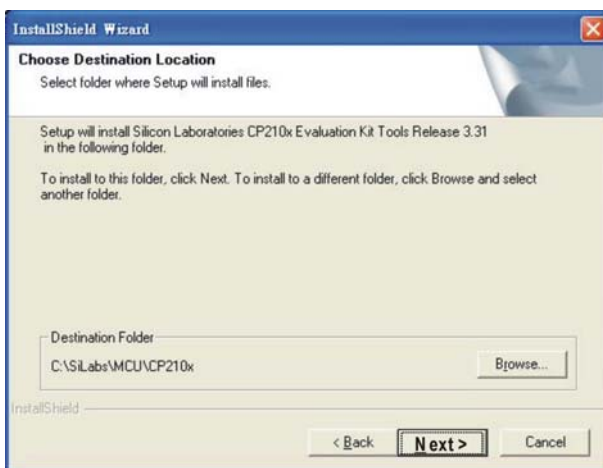 InstallShield Wizard
Choose Destination Location
Select folder where Setup will install files.
Setup will install Silicon Laboratories CP210x Evaluation Kit Tools Release 3.31
in the following folder.
To install to this folder, click Next. To install to a different folder, click Browse and select
another folder.
Destination Folder
C:\SiLabs\MCU\CP210x
Browse...
InstallShield
< Back
Next >
Cancel